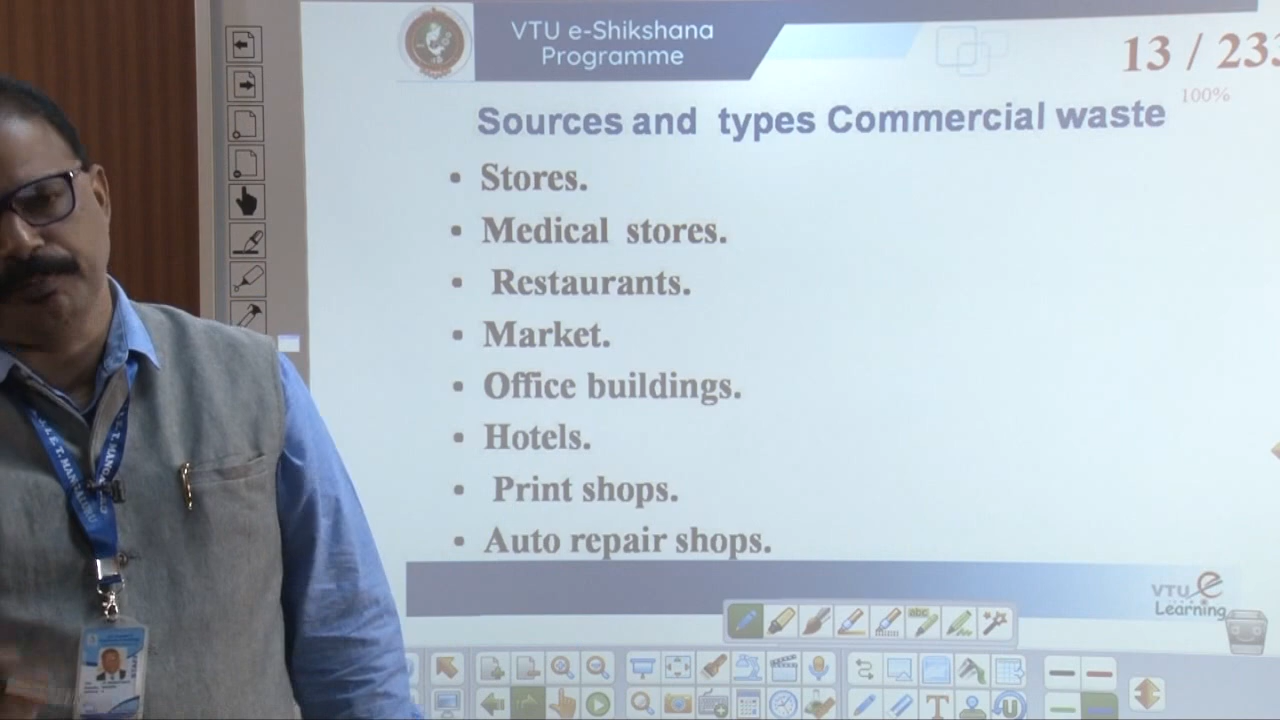 VTU e-Shikshana
Programme
13 / 233
100%
Sources and types Commercial waste
• Stores.
• Medical stores.
• Restaurants.
• Market.
• Office buildings.
• Hotels.
• Print shops.
• Auto repair shops.
VTU e
Learning
abc
T